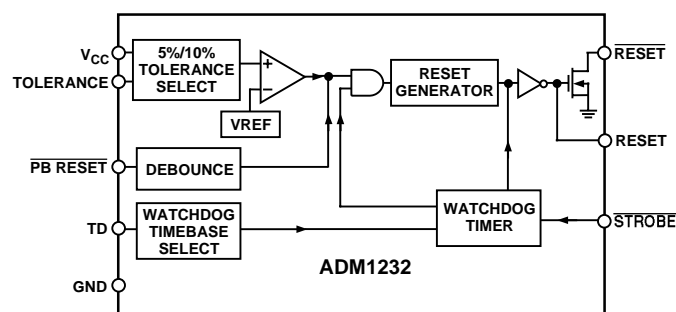 V_CC
TOLERANCE
5%/10%
TOLERANCE
SELECT
+
–
VREF
RESET
GENERATOR
RESET
RESET
PB RESET
DEBOUNCE
TD
WATCHDOG
TIMEBASE
SELECT
WATCHDOG
TIMER
STROBE
ADM1232
GND